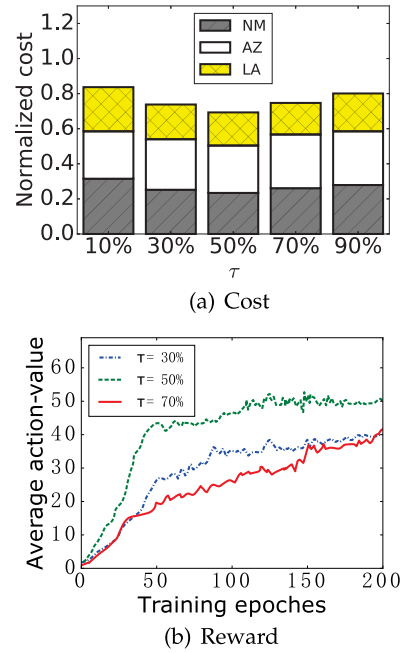 1.2
1.0
0.8
0.6
0.4
0.2
0.0
Normalized cost
NM
AZ
LA
10% 30% 50% 70% 90%
τ
(a) Cost
60
50
40
30
20
10
0
Average action-value
T= 30%
T= 50%
T= 70%
0 50 100 150 200
Training epoches
(b) Reward